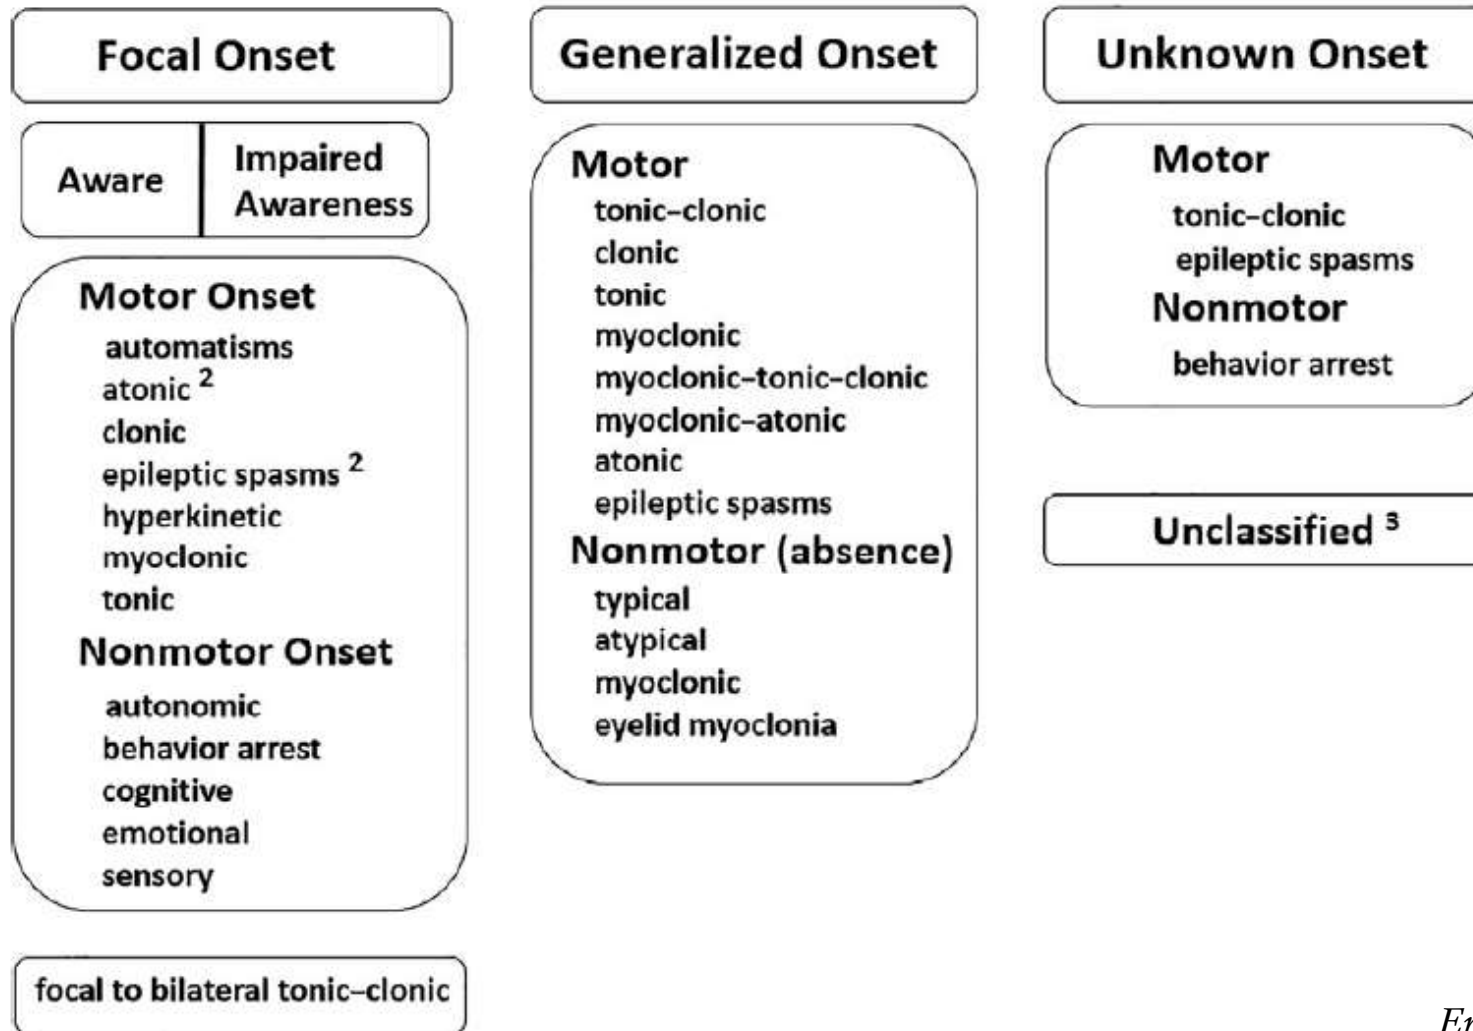 Focal Onset
Aware
Impaired
Awareness
Motor Onset
automatisms
atonic ²
clonic
epileptic spasms ²
hyperkinetic
myoclonic
tonic
Nonmotor Onset
autonomic
behavior arrest
cognitive
emotional
sensory
focal to bilateral tonic–clonic
Generalized Onset
Motor
tonic–clonic
clonic
tonic
myoclonic
myoclonic–tonic–clonic
myoclonic–atonic
atonic
epileptic spasms
Nonmotor (absence)
typical
atypical
myoclonic
eyelid myoclonia
Unknown Onset
Motor
tonic–clonic
epileptic spasms
Nonmotor
behavior arrest
Unclassified ³